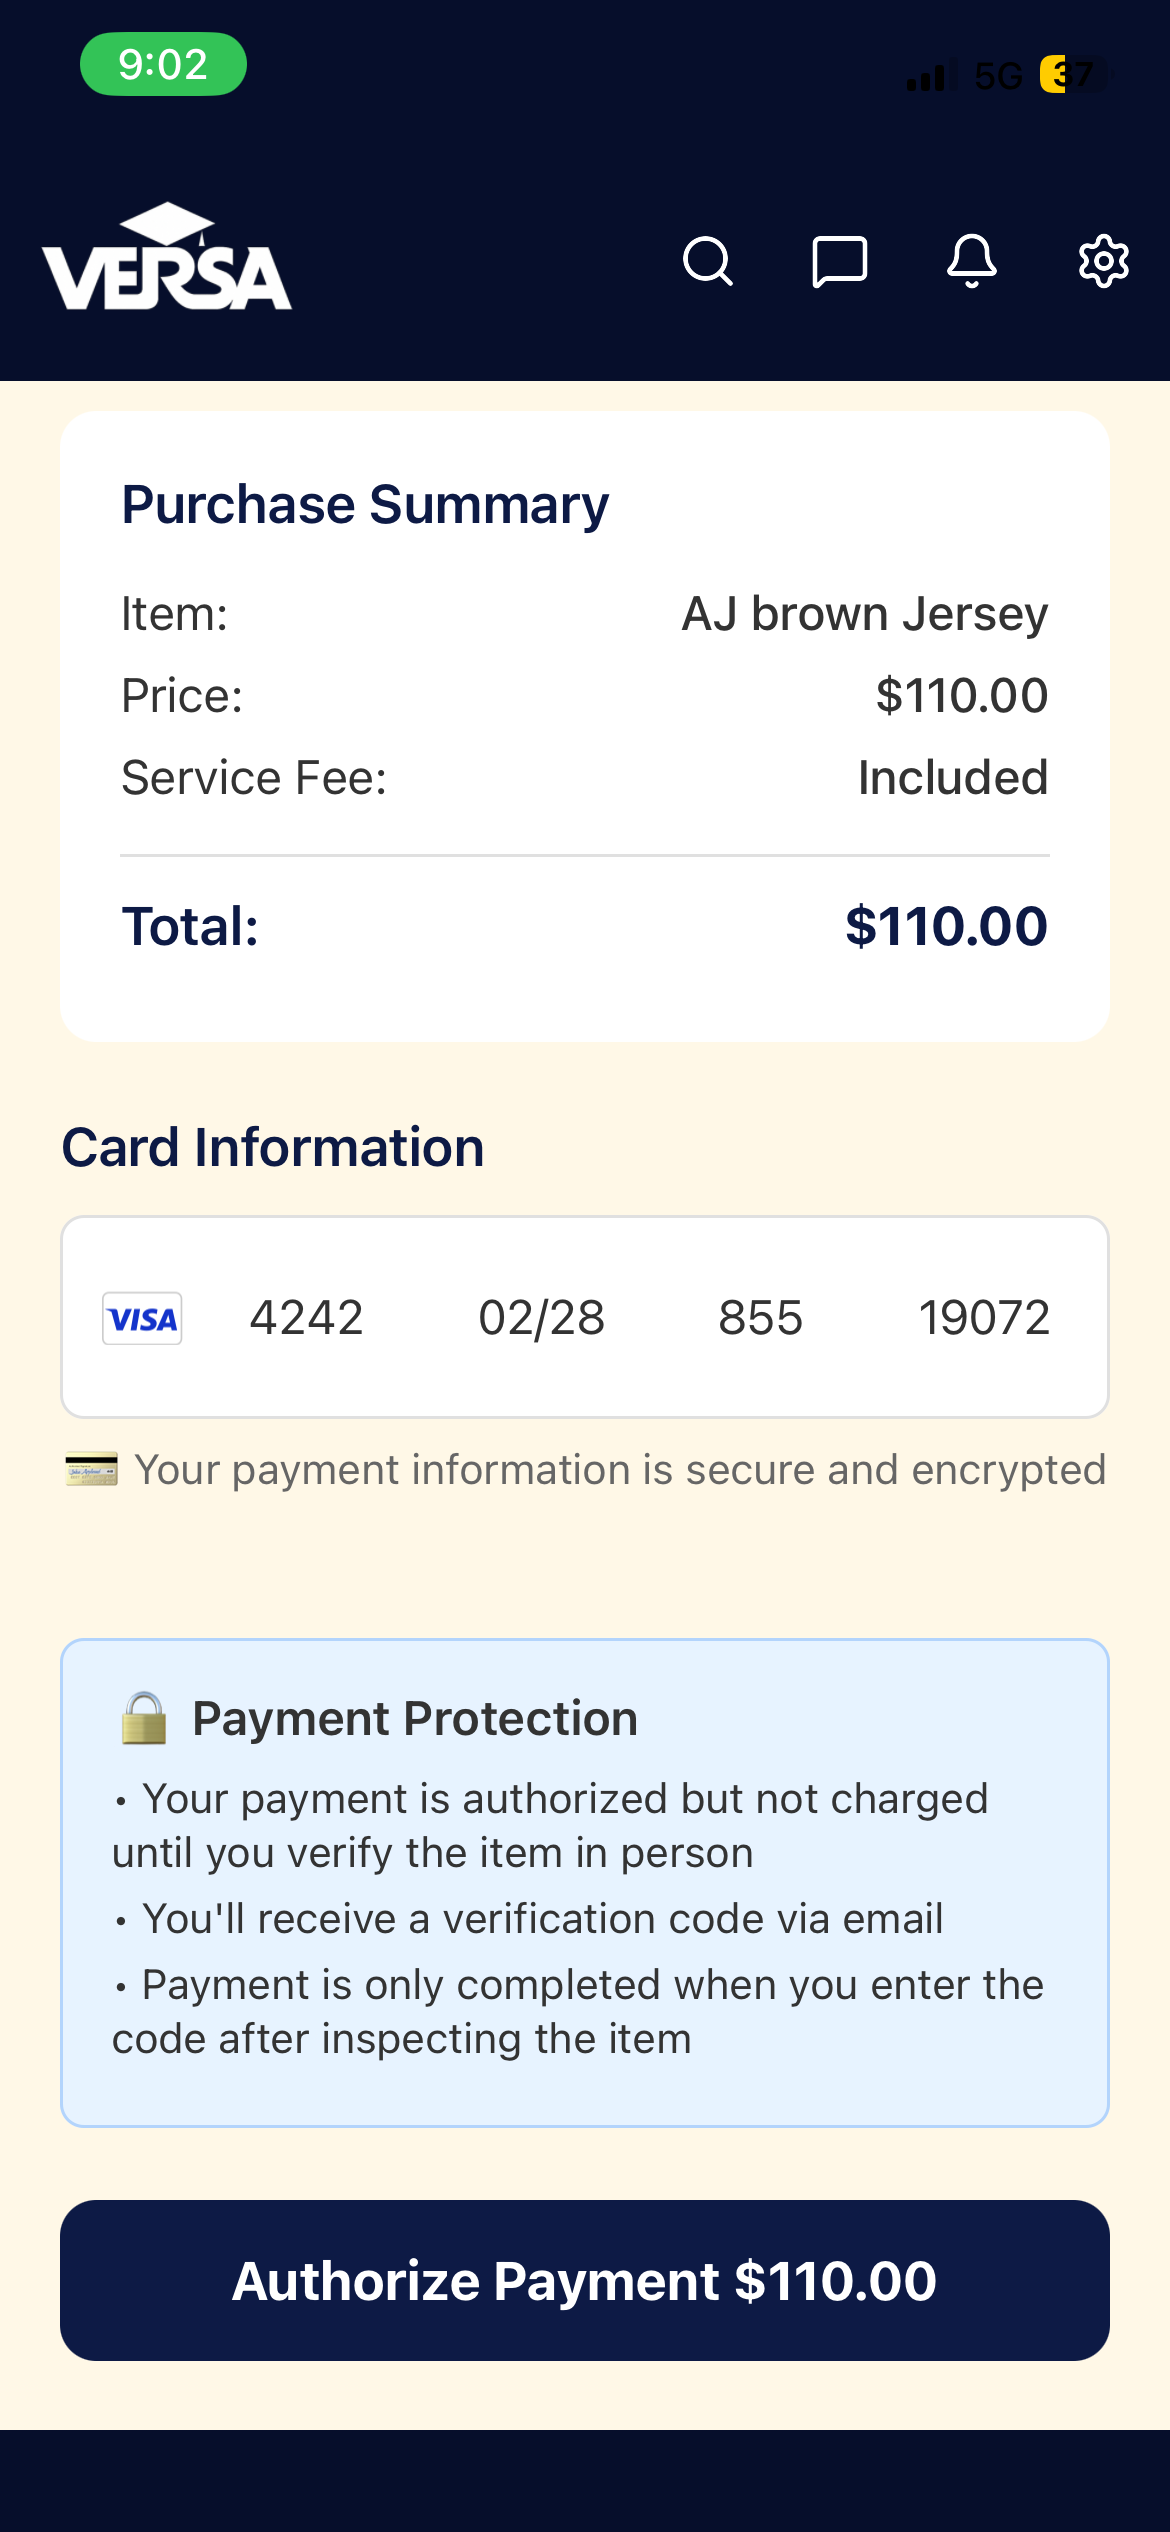 9:02
5G 37
VERSA
Purchase Summary
Item: AJ brown Jersey
Price: $110.00
Service Fee: Included
Total: $110.00
Card Information
VISA 4242 02/28 855 19072
💳 Your payment information is secure and encrypted
🔒 Payment Protection
• Your payment is authorized but not charged
until you verify the item in person
• You'll receive a verification code via email
• Payment is only completed when you enter the
code after inspecting the item
Authorize Payment $110.00